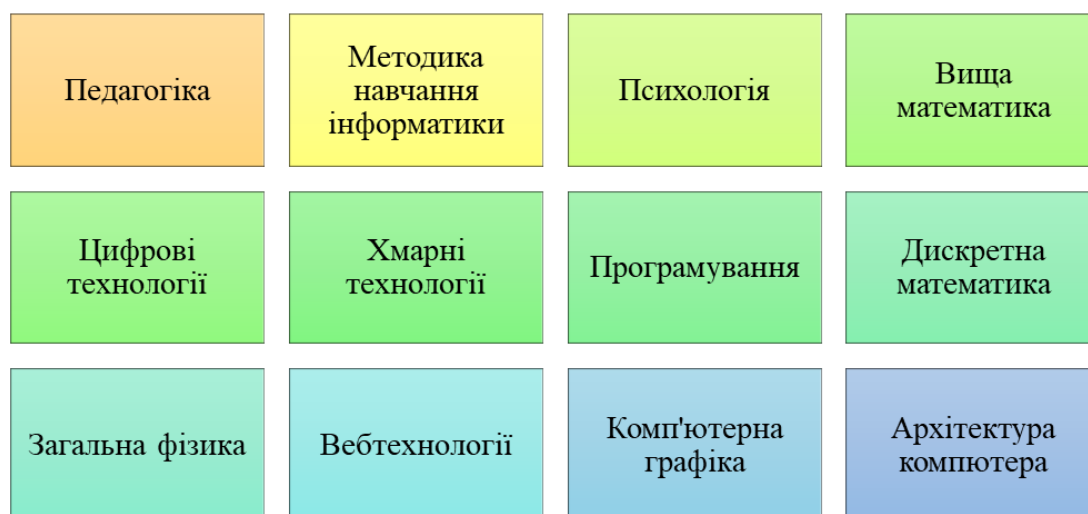 Педагогіка
Методика
навчання
інформатики
Психологія
Вища
математика
Цифрові
технології
Хмарні
технології
Програмування
Дискретна
математика
Загальна фізика
Вебтехнології
Комп'ютерна
графіка
Архітектура
компютера